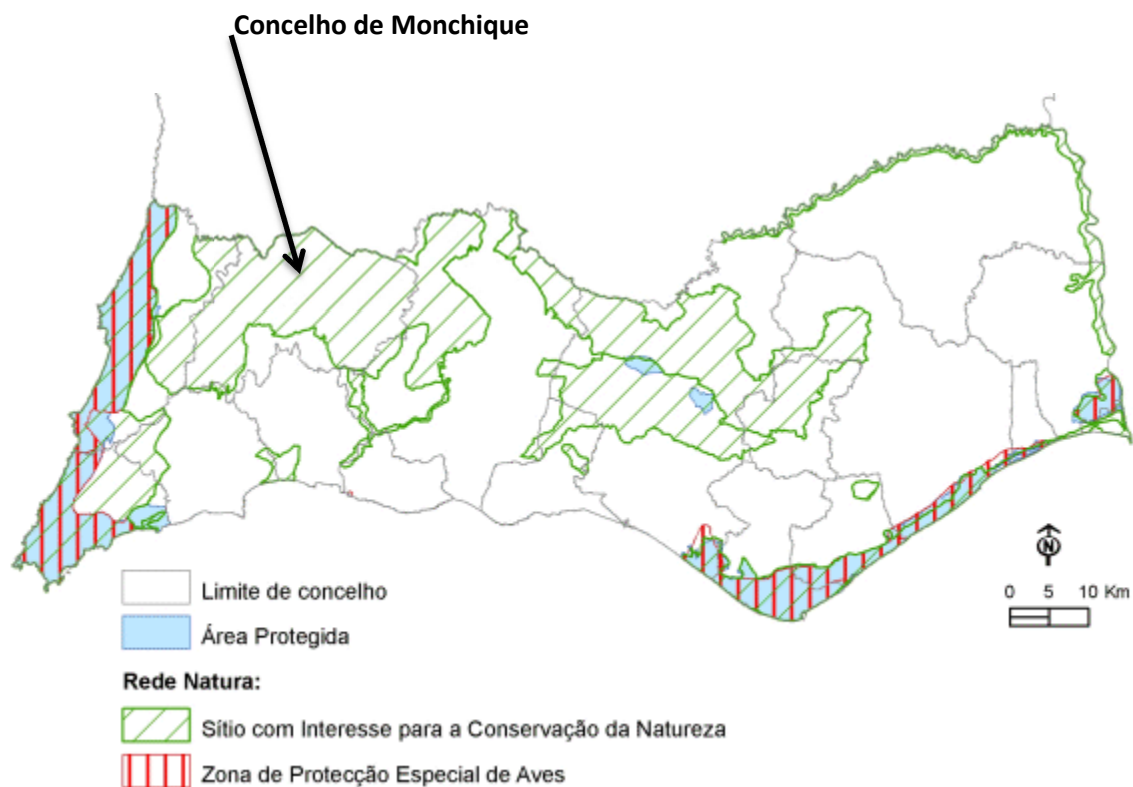 Concelho de Monchique
N
0 5 10 Km
Limite de concelho
Área Protegida
Rede Natura:
Sítio com Interesse para a Conservação da Natureza
Zona de Protecção Especial de Aves